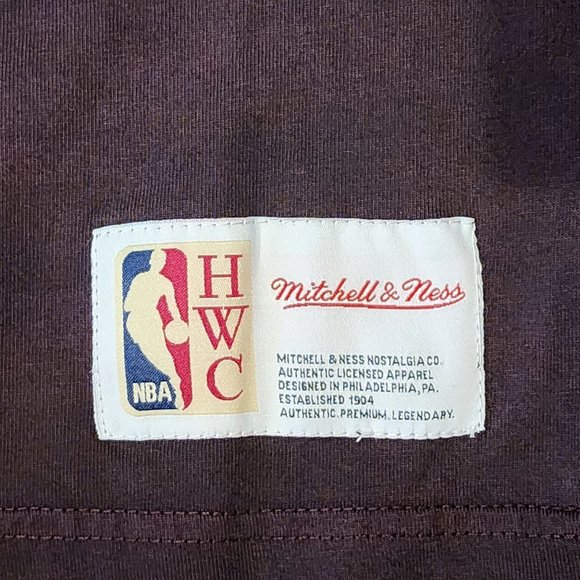 NBA
H
W
C
Mitchell & Ness
MITCHELL & NESS NOSTALGIA CO.
AUTHENTIC LICENSED APPAREL
DESIGNED IN PHILADELPHIA, PA.
ESTABLISHED 1904
AUTHENTIC. PREMIUM. LEGENDARY.